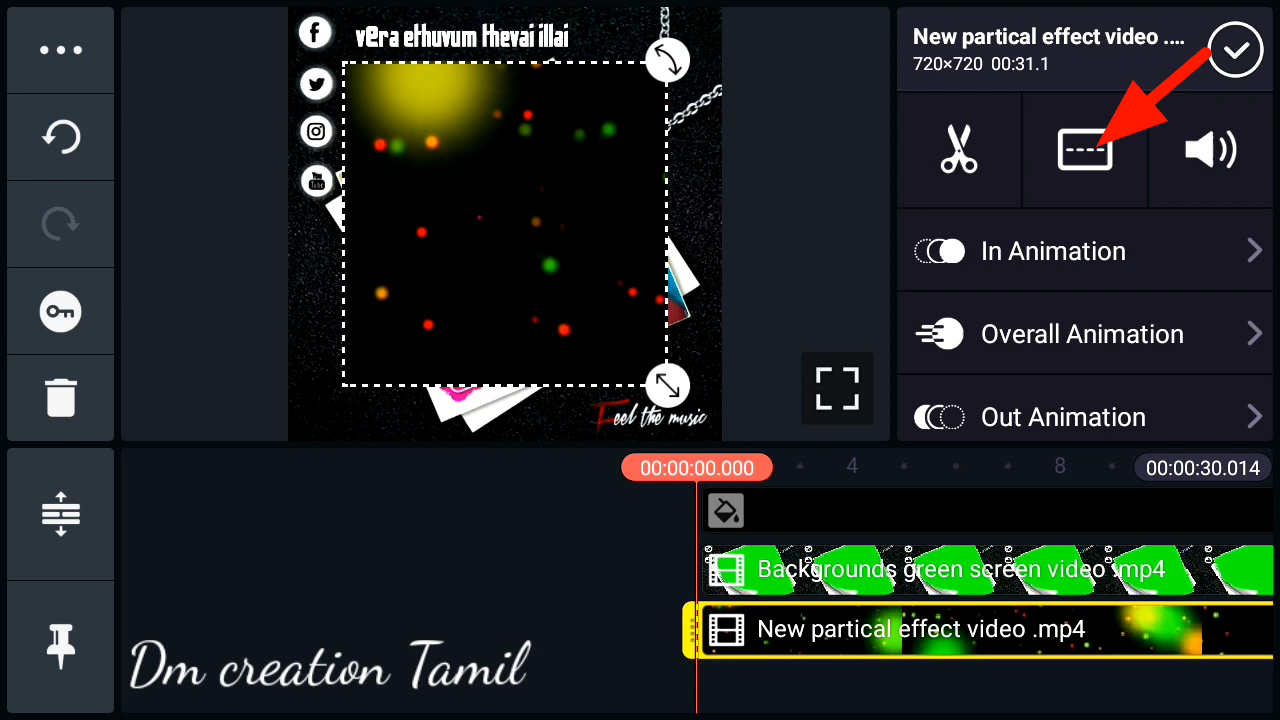 vera ethuvum thevai illai
You
Tube
Feel the music
New partical effect video ....
720×720 00:31.1
In Animation
Overall Animation
Out Animation
00:00:00.000
4
8
00:00:30.014
Backgrounds green screen video .mp4
New partical effect video .mp4
Dm creation Tamil